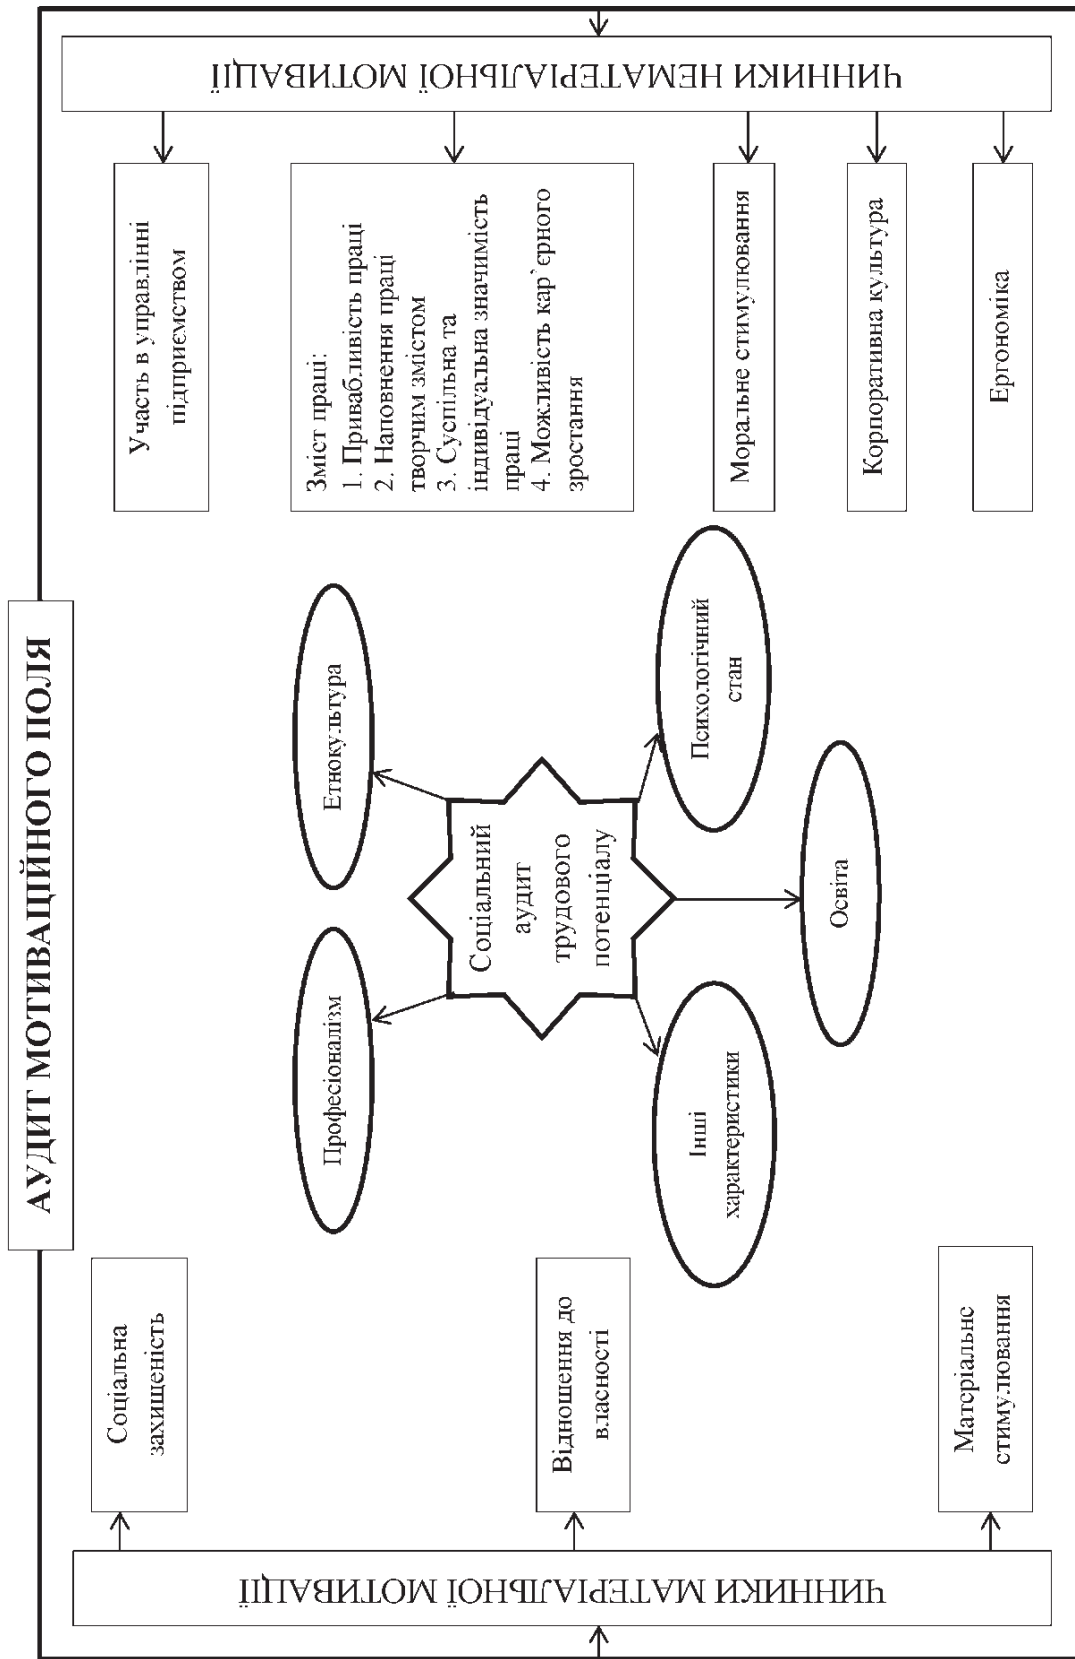 АУДИТ МОТИВАЦІЙНОГО ПОЛЯ
ЧИННИКИ МАТЕРІАЛЬНОЇ МОТИВАЦІЇ
Соціальна
захищеність
Відношення до
власності
Матеріальне
стимулювання
Професіоналізм
Етнокультура
Соціальний
аудит
трудового
потенціалу
Інші
характеристики
Психологічний
стан
Освіта
Участь в управлінні
підприємством
Зміст праці:
1. Привабливість праці
2. Наповнення праці
творчим змістом
3. Суспільна та
індивідуальна значимість
праці
4. Можливість кар`єрного
зростання
Моральне стимулювання
Корпоративна культура
Ергономіка
ЧИННИКИ НЕМАТЕРІАЛЬНОЇ МОТИВАЦІЇ